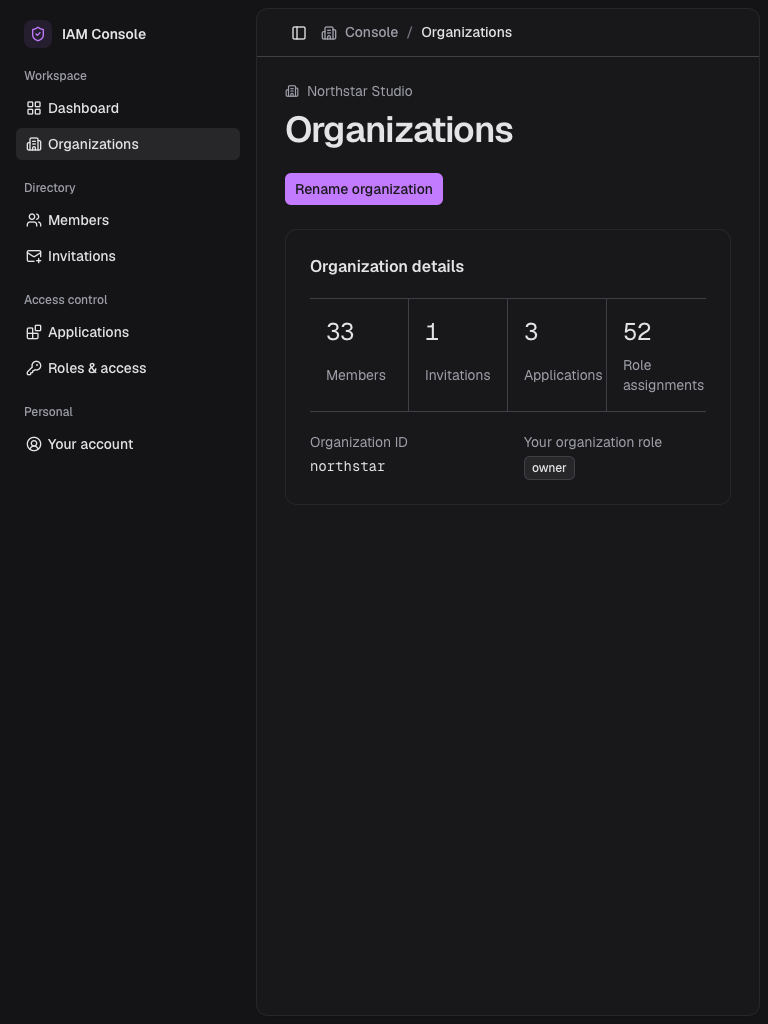 IAM Console
Workspace
Dashboard
Organizations
Directory
Members
Invitations
Access control
Applications
Roles & access
Personal
Your account
Console / Organizations
Northstar Studio
Organizations
Rename organization
Organization details
33
Members
1
Invitations
3
Applications
52
Role
assignments
Organization ID
northstar
Your organization role
owner